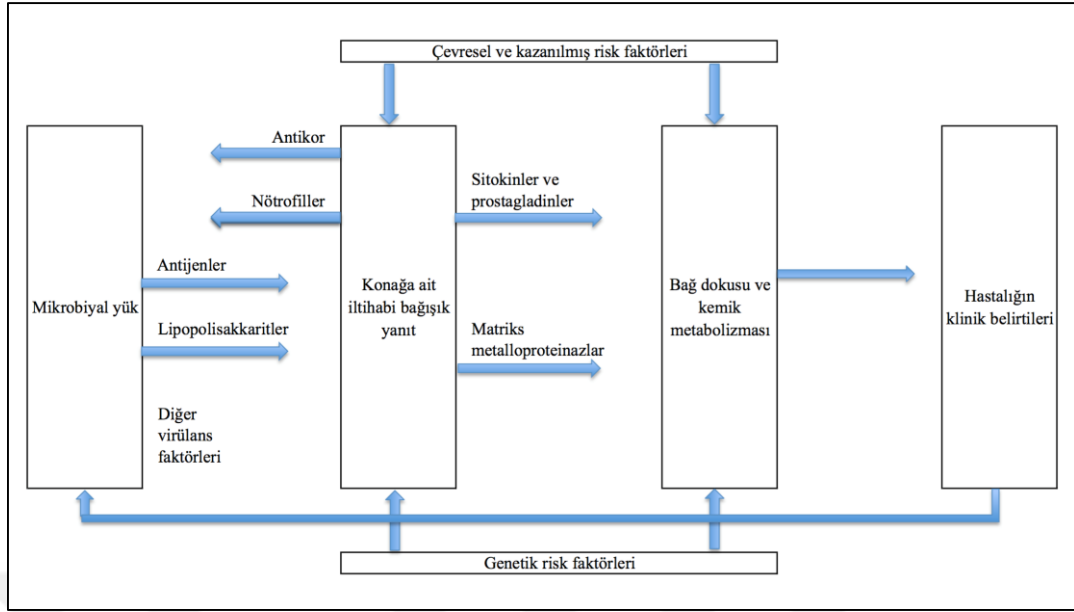 Çevresel ve kazanılmış risk faktörleri
Mikrobiyal yük
Antikor
Nötrofiller
Antijenler
Lipopolisakkaritler
Diğer
virülans
faktörleri
Konağa ait
iltihabi bağışık
yanıt
Sitokinler ve
prostagladinler
Matriks
metalloproteinazlar
Bağ dokusu ve
kemik
metabolizması
Hastalığın
klinik belirtileri
Genetik risk faktörleri